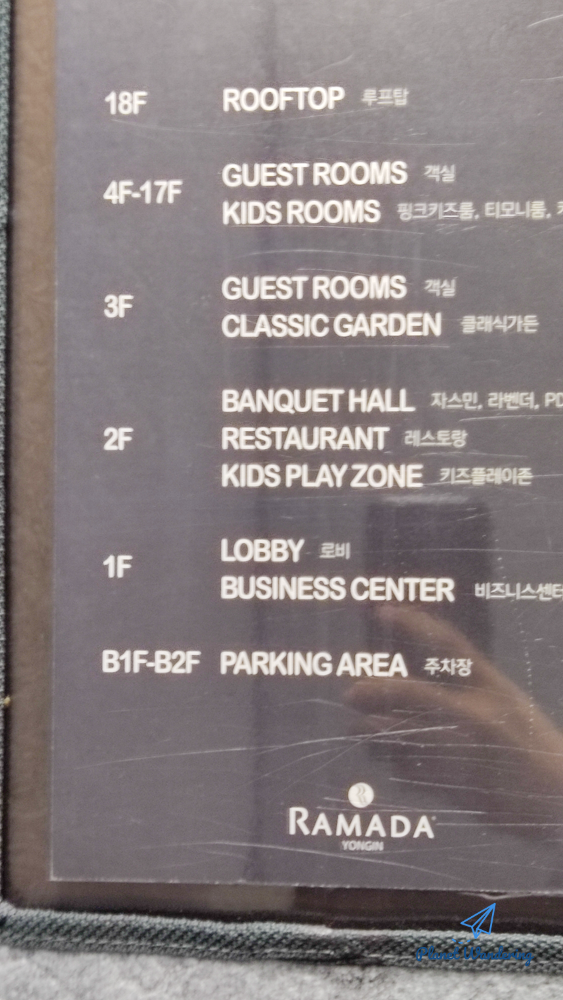 18F ROOFTOP 루프탑
4F-17F GUEST ROOMS 객실
KIDS ROOMS 핑크키즈룸, 티모니룸,
3F GUEST ROOMS 객실
CLASSIC GARDEN 클래식가든
2F BANQUET HALL 자스민, 라벤더, PD
RESTAURANT 레스토랑
KIDS PLAY ZONE 키즈플레이존
1F LOBBY 로비
BUSINESS CENTER 비즈니스센터
B1F-B2F PARKING AREA 주차장
RAMADA
YONGIN